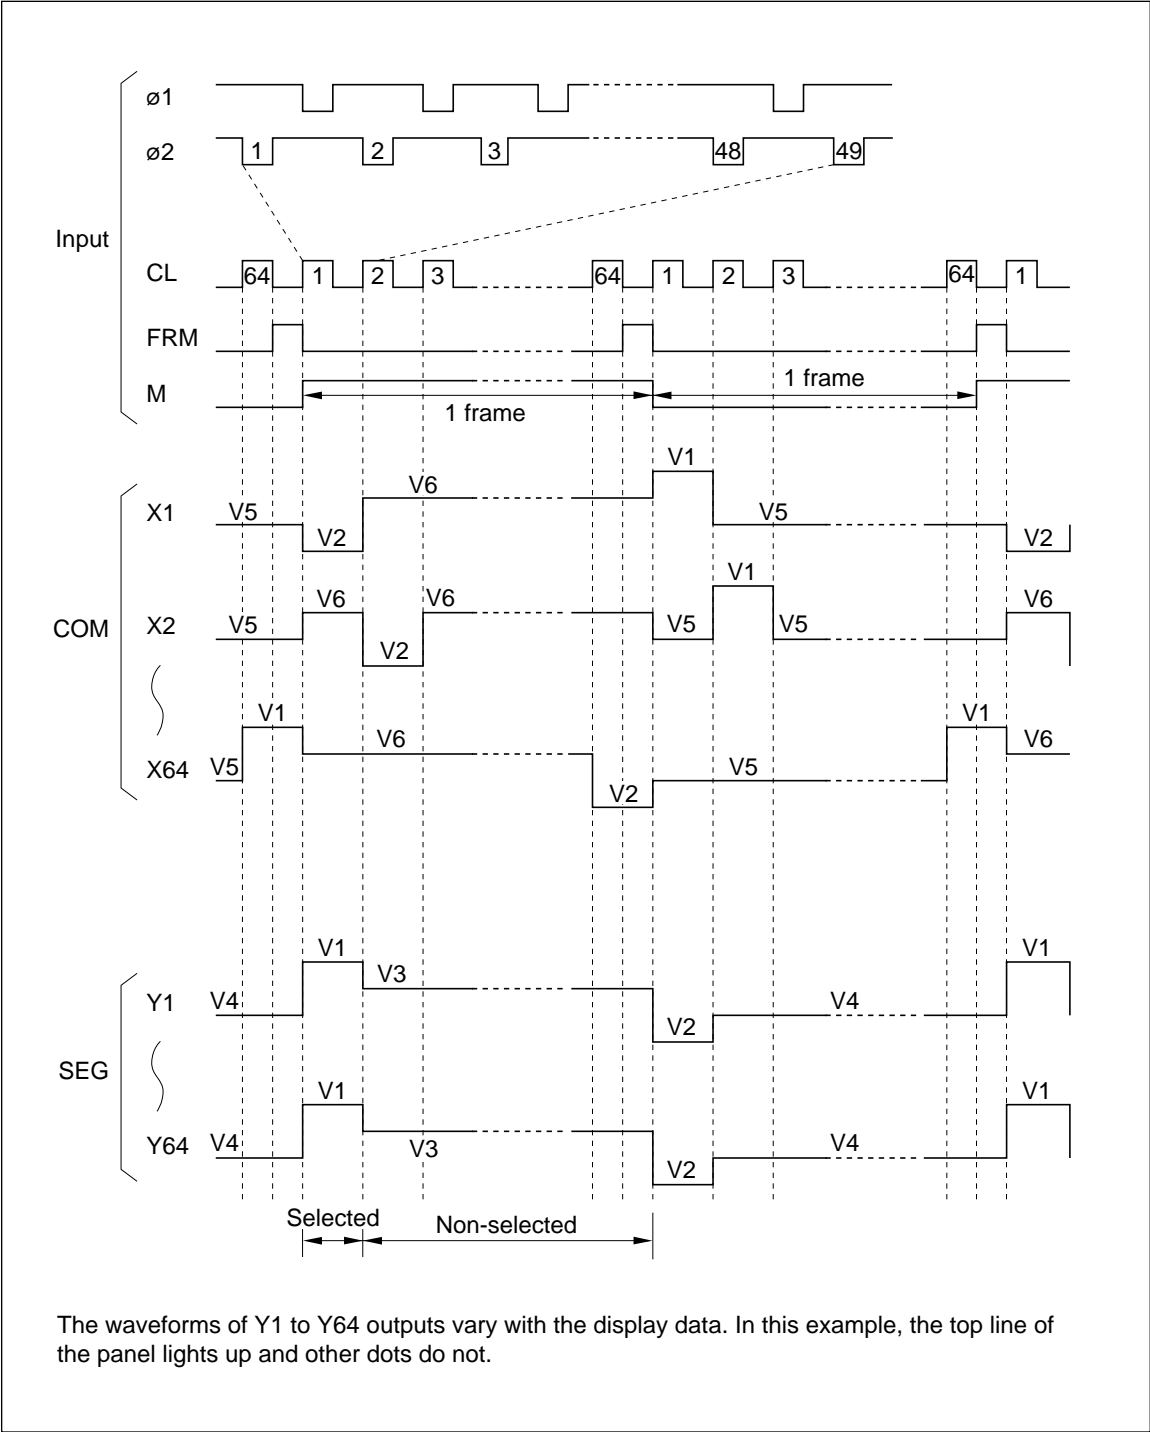 ø1
ø2 1 2 3 48 49
Input
CL 64 1 2 3 64 1 2 3 64 1
FRM
M 1 frame 1 frame
COM
X1 V5 V2 V6 V1 V5 V2
X2 V5 V6 V2 V6 V5 V1 V5 V6
X64 V5 V1 V6 V2 V5 V1 V6
SEG
Y1 V4 V1 V3 V2 V4 V1
Y64 V4 V1 V3 V2 V4 V1
Selected Non-selected
The waveforms of Y1 to Y64 outputs vary with the display data. In this example, the top line of
the panel lights up and other dots do not.